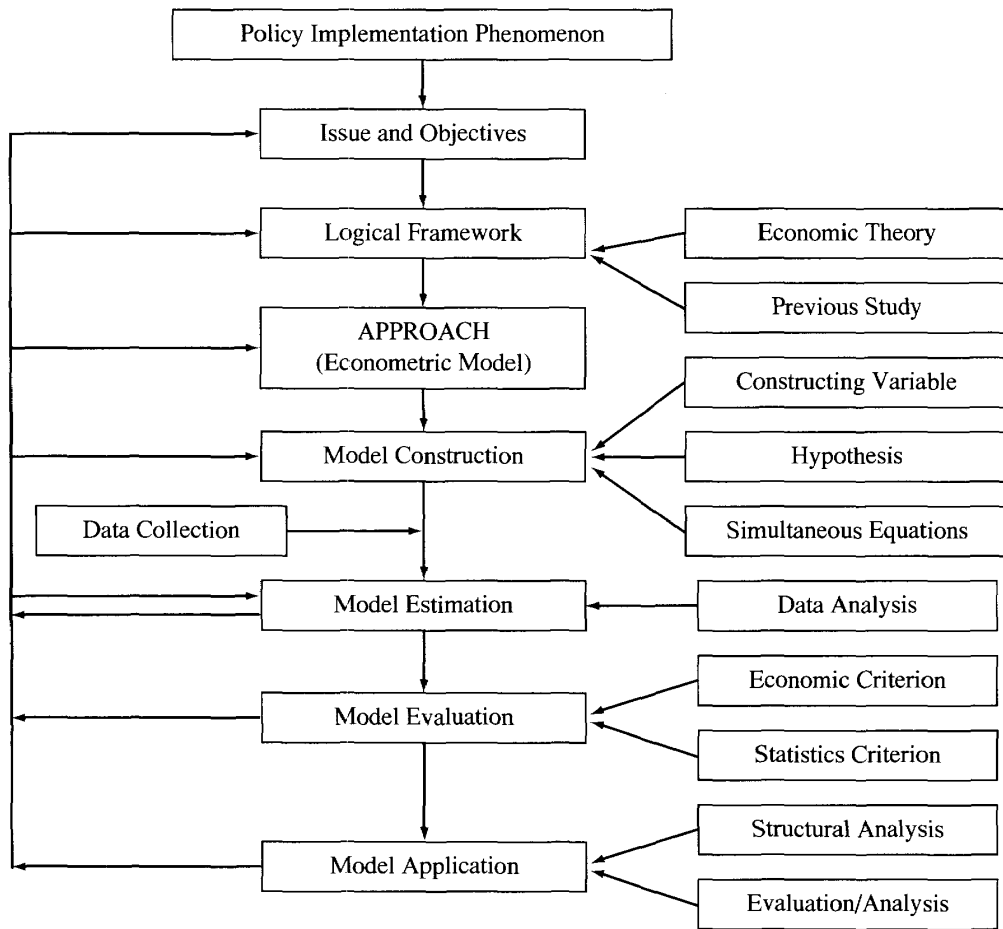 Policy Implementation Phenomenon
Issue and Objectives
Logical Framework
Economic Theory
Previous Study
APPROACH
(Econometric Model)
Constructing Variable
Model Construction
Hypothesis
Data Collection
Simultaneous Equations
Model Estimation
Data Analysis
Economic Criterion
Model Evaluation
Statistics Criterion
Structural Analysis
Model Application
Evaluation/Analysis